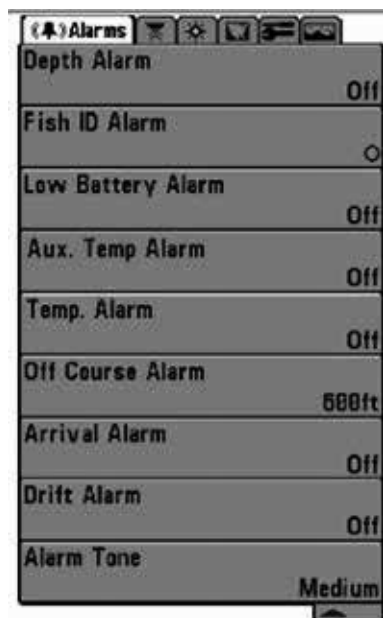 Alarms
Depth Alarm
Off
Fish ID Alarm
Low Battery Alarm
Off
Aux. Temp Alarm
Off
Temp. Alarm
Off
Off Course Alarm
600ft
Arrival Alarm
Off
Drift Alarm
Off
Alarm Tone
Medium